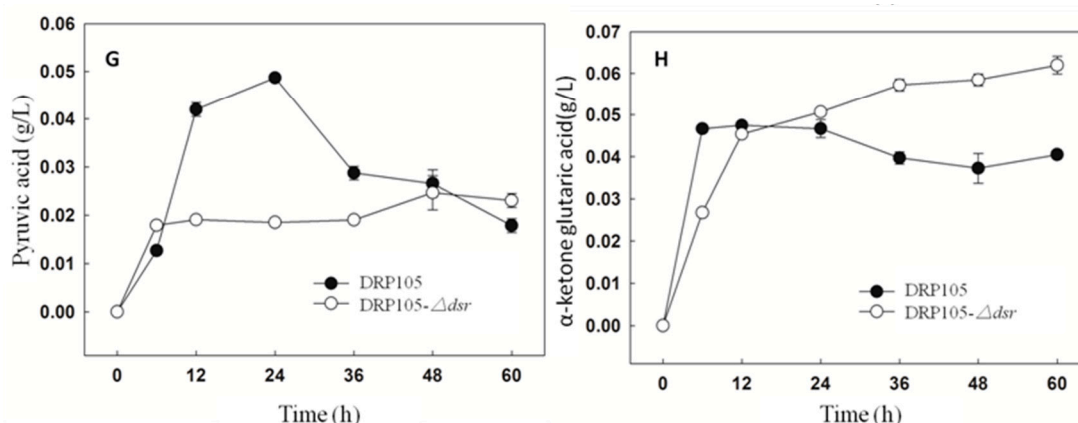 G
Pyruvic acid (g/L)
0.06
0.05
0.04
0.03
0.02
0.01
0.00
DRP105
DRP105-△dsr
0 12 24 36 48 60
Time (h)
H
α-ketone glutaric acid(g/L)
0.07
0.06
0.05
0.04
0.03
0.02
0.01
0.00
DRP105
DRP105-△dsr
0 12 24 36 48 60
Time (h)